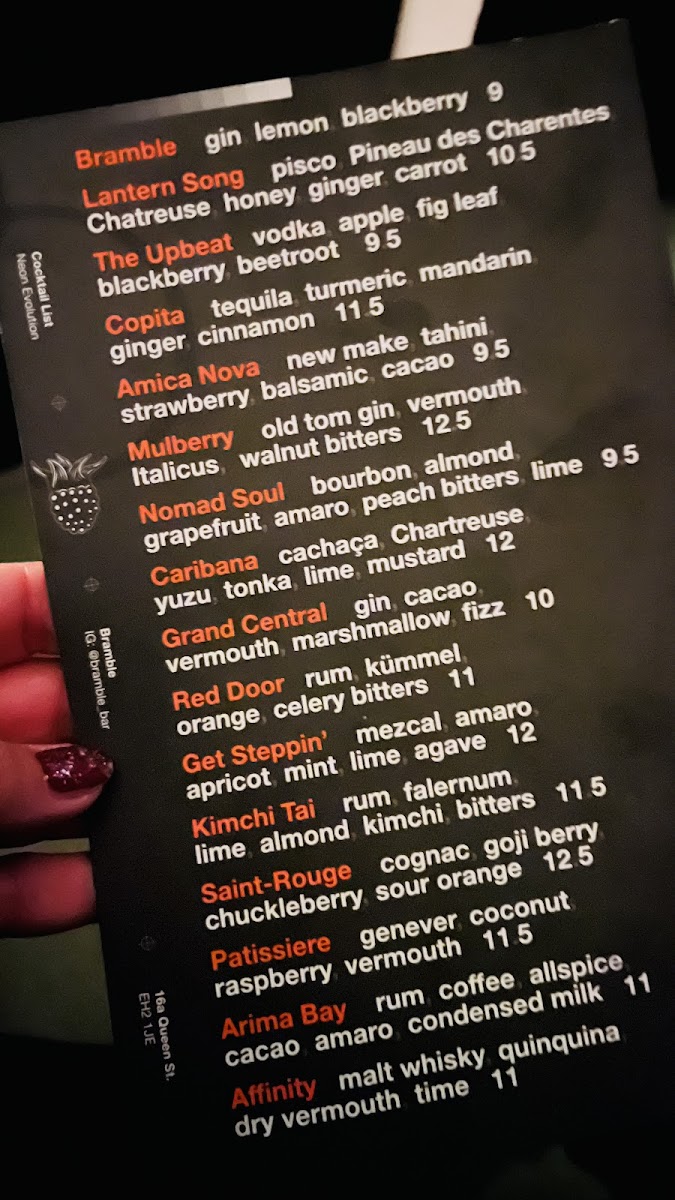 Bramble gin, lemon, blackberry 9
Lantern Song pisco, Pineau des Charentes,
Chatreuse, honey, ginger, carrot 10.5
The Upbeat vodka, apple, fig leaf,
blackberry, beetroot 9.5
Copita tequila, turmeric, mandarin,
ginger, cinnamon 11.5
Amica Nova new make, tahini,
strawberry, balsamic, cacao 9.5
Mulberry old tom gin, vermouth,
Italicus, walnut bitters 12.5
Nomad Soul bourbon, almond,
grapefruit, amaro, peach bitters, lime 9.5
Caribana cachaça, Chartreuse,
yuzu, tonka, lime, mustard 12
Grand Central gin, cacao,
vermouth, marshmallow, fizz 10
Red Door rum, kümmel,
orange, celery bitters 11
Get Steppin' mezcal, amaro,
apricot, mint, lime, agave 12
Kimchi Tai rum, falernum,
lime, almond, kimchi, bitters 11.5
Saint-Rouge cognac, goji berry,
chuckleberry, sour orange 12.5
Patissiere genever, coconut,
raspberry, vermouth 11.5
Arima Bay rum, coffee, allspice,
cacao, amaro, condensed milk 11
Affinity malt whisky, quinquina,
dry vermouth, time 11
Cocktail List
Neon Evolution
Bramble
IG: @bramble_bar
16a Queen St.
EH2 1JE